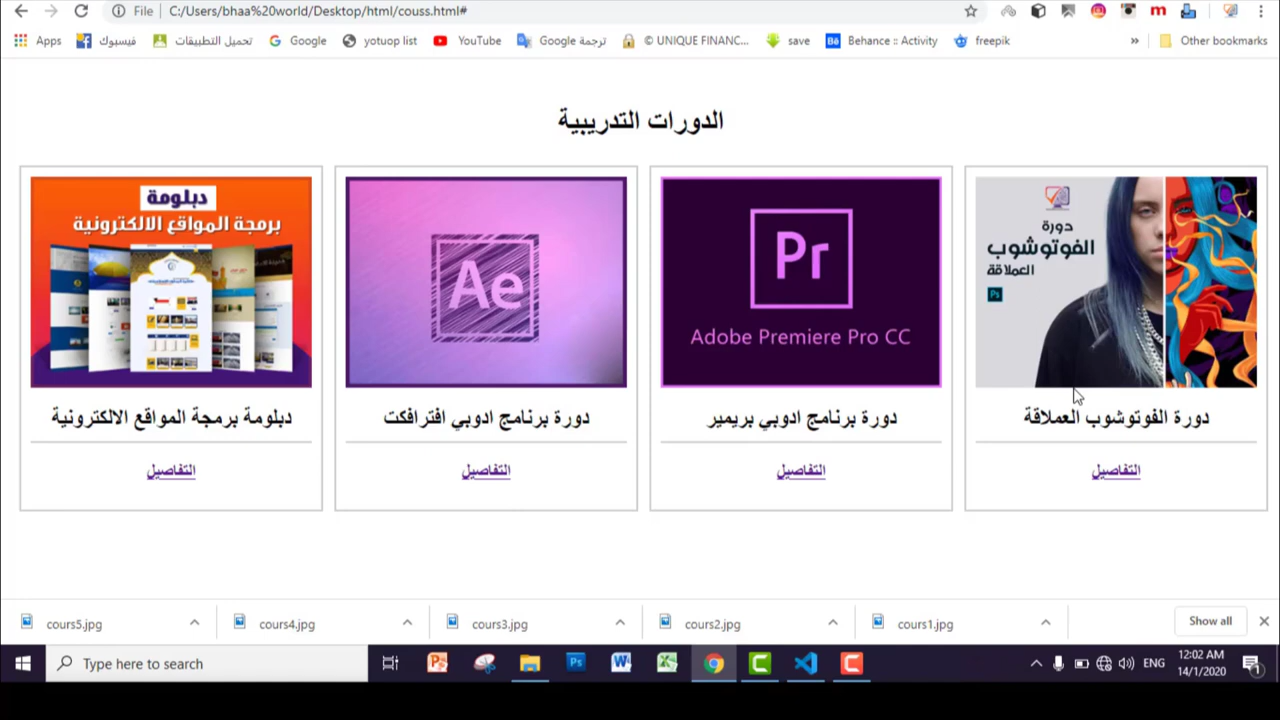 File C:/Users/bhaa%20world/Desktop/html/couss.html#
Apps فيسبوك تحميل التطبيقات Google yotuop list YouTube ترجمة Google © UNIQUE FINANC... save Behance :: Activity freepik » Other bookmarks
الدورات التدريبية
دورة
الفوتوشوب
العملاقة
Ps
Pr
Adobe Premiere Pro CC
Ae
دبلومة
برمجة المواقع الالكترونية
دورة الفوتوشوب العملاقة
دورة برنامج ادوبي بريمير
دورة برنامج ادوبي افترافكت
دبلومة برمجة المواقع الالكترونية
التفاصيل
التفاصيل
التفاصيل
التفاصيل
cours5.jpg cours4.jpg cours3.jpg cours2.jpg cours1.jpg Show all
Type here to search
ENG
12:02 AM
14/1/2020